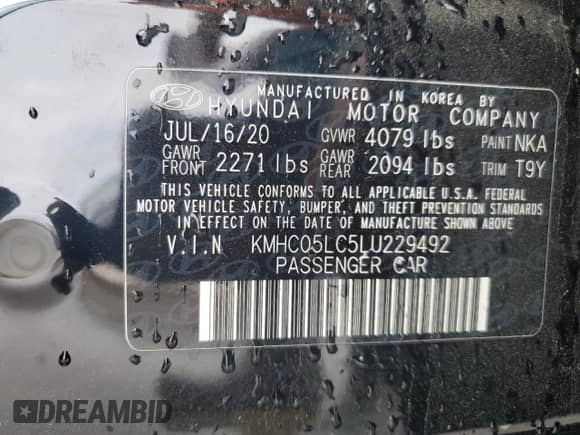 MANUFACTURED IN KOREA BY
HYUNDAI MOTOR COMPANY
JUL/16/20 GVWR 4079 lbs PAINT NKA
GAWR FRONT 2271 lbs GAWR REAR 2094 lbs TRIM T9Y
THIS VEHICLE CONFORMS TO ALL APPLICABLE U.S.A. FEDERAL
MOTOR VEHICLE SAFETY, BUMPER, AND THEFT PREVENTION STANDARDS
IN EFFECT ON THE DATE OF MANUFACTURE SHOWN ABOVE
V.I.N KMHC05LC5LU229492
PASSENGER CAR
DREAMBID